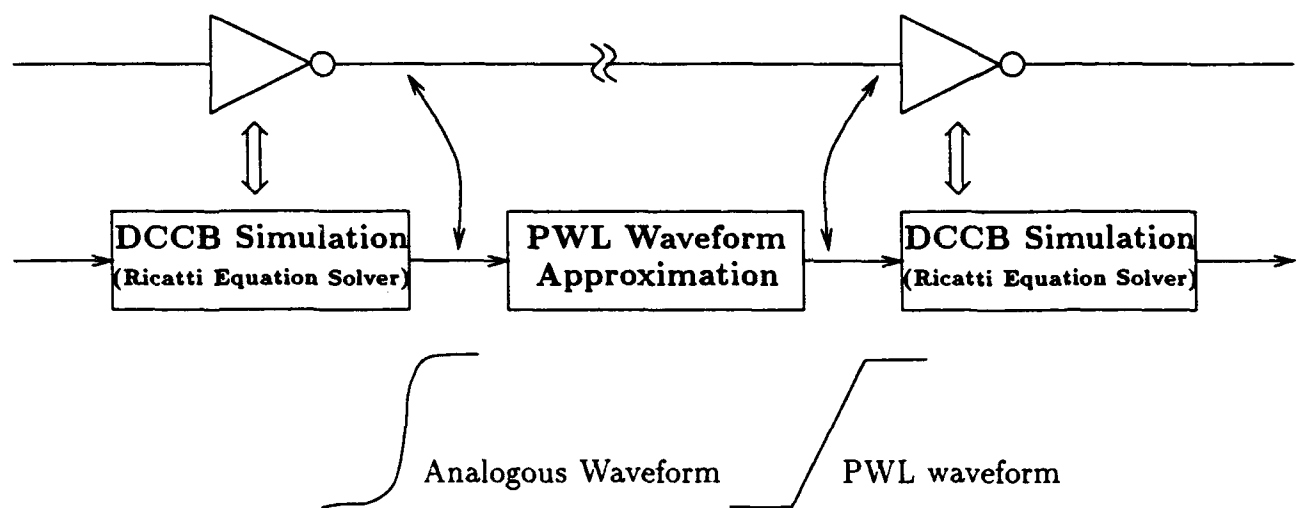 DCCB Simulation
(Ricatti Equation Solver)
PWL Waveform
Approximation
DCCB Simulation
(Ricatti Equation Solver)
Analogous Waveform
PWL waveform